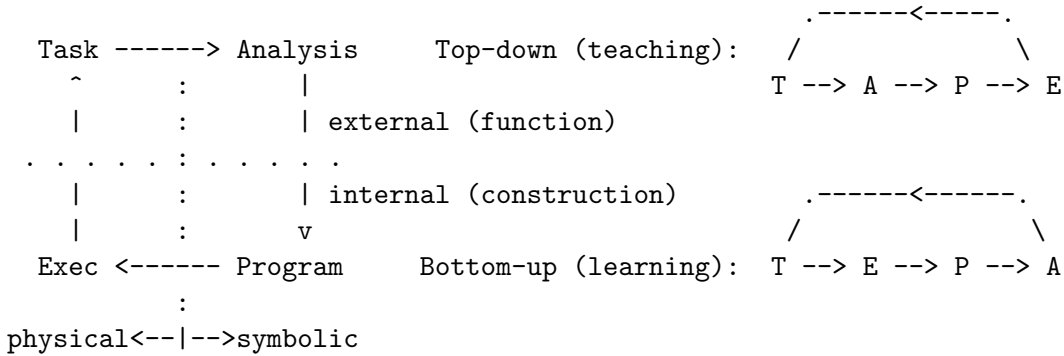 .------<-----.
Task ------> Analysis     Top-down (teaching):  /              \
^      :      |                               T --> A --> P --> E
|      :      | external (function)
. . . . . : . . . . .
|      :      | internal (construction)       .------<------.
|      :      v                                /               \
Exec <------ Program     Bottom-up (learning):  T --> E --> P --> A
:
physical<--|-->symbolic